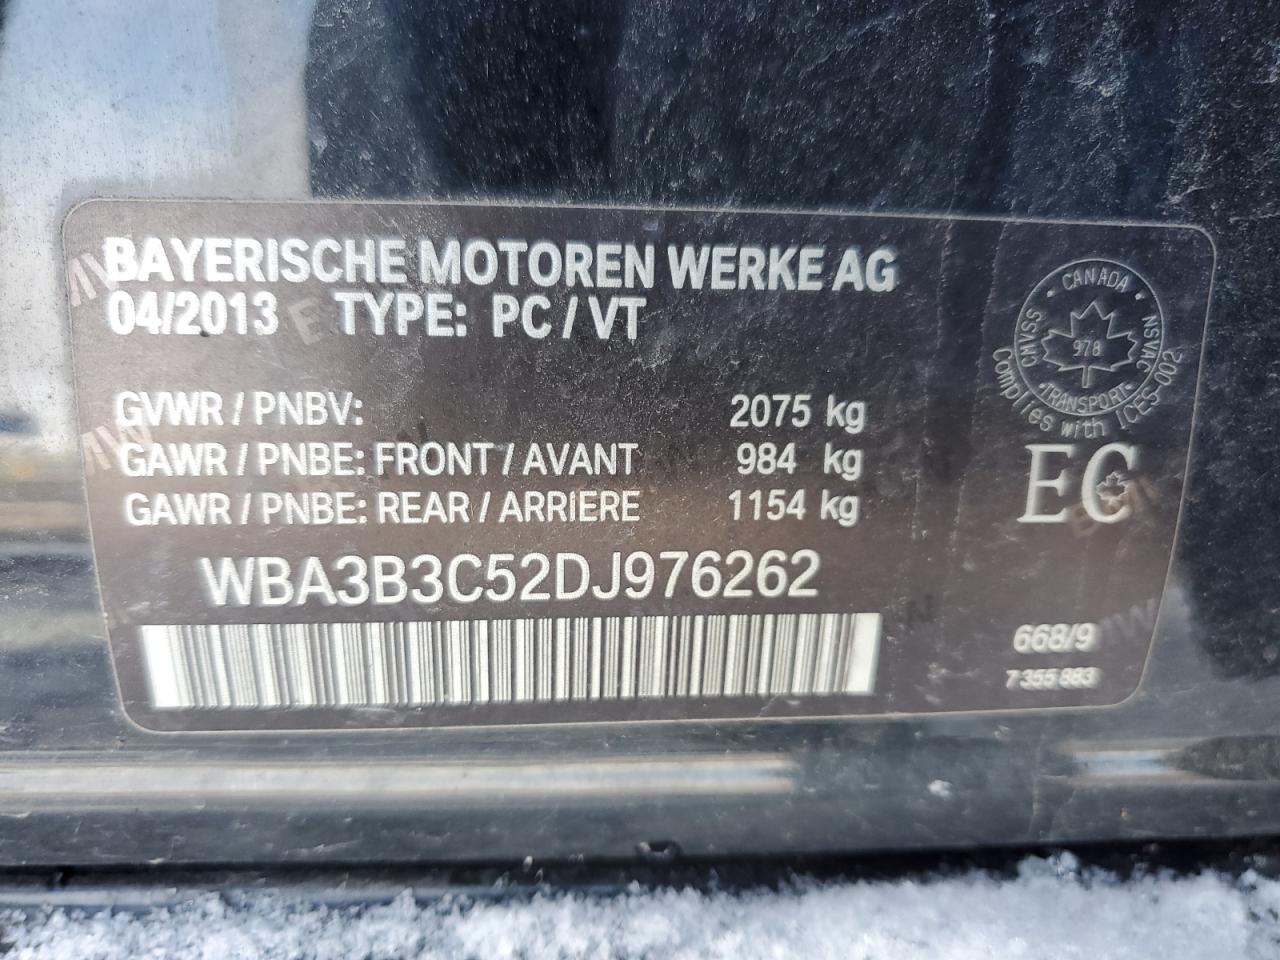 BAYERISCHE MOTOREN WERKE AG
04/2013 TYPE: PC / VT
GVWR / PNBV: 2075 kg
GAWR / PNBE: FRONT / AVANT 984 kg
GAWR / PNBE: REAR / ARRIERE 1154 kg
WBA3B3C52DJ976262
CANADA
CMVSS NSVAC
978
TRANSPORT
Complies with ICES-002
EC
668/9
7 355 883